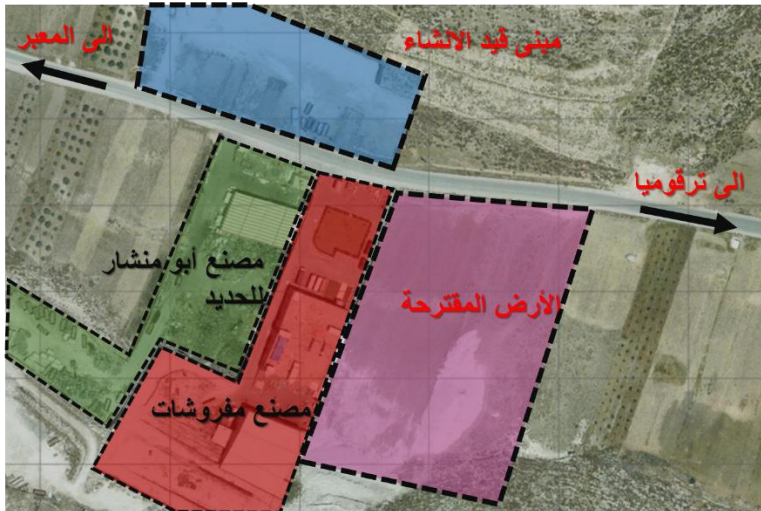 الى المعبر
مبنى قيد الانشاء
الى ترقوميا
مصنع أبو منشار
للحديد
الأرض المقترحة
مصنع مفروشات